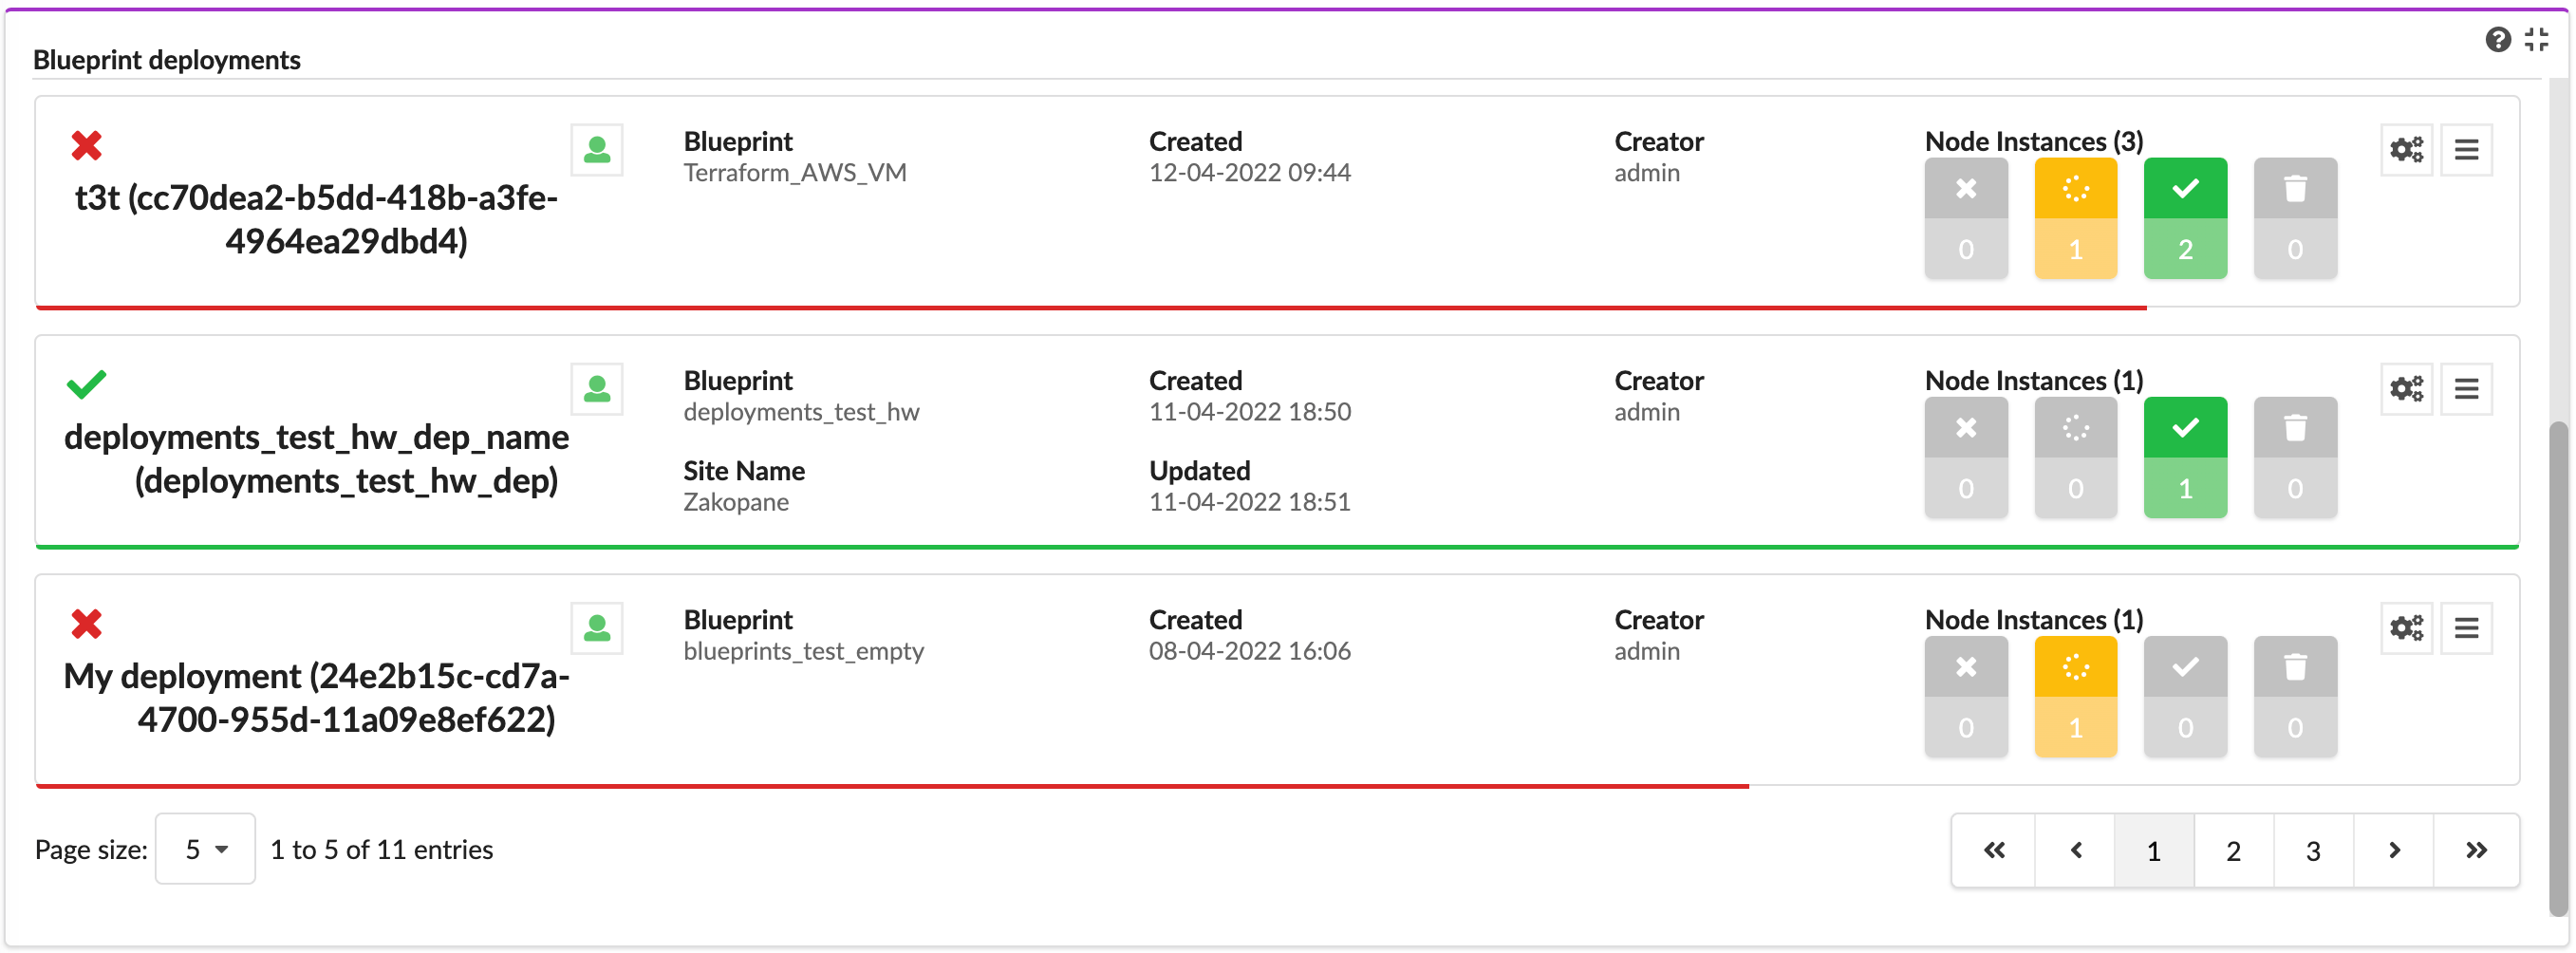 Blueprint deployments
t3t (cc70dea2-b5dd-418b-a3fe-
4964ea29dbd4)
Blueprint
Terraform_AWS_VM
Created
12-04-2022 09:44
Creator
admin
Node Instances (3)
0 1 2 0
deployments_test_hw_dep_name
(deployments_test_hw_dep)
Blueprint
deployments_test_hw
Site Name
Zakopane
Created
11-04-2022 18:50
Updated
11-04-2022 18:51
Creator
admin
Node Instances (1)
0 0 1 0
My deployment (24e2b15c-cd7a-
4700-955d-11a09e8ef622)
Blueprint
blueprints_test_empty
Created
08-04-2022 16:06
Creator
admin
Node Instances (1)
0 1 0 0
Page size: 5 1 to 5 of 11 entries
« ‹ 1 2 3 › »